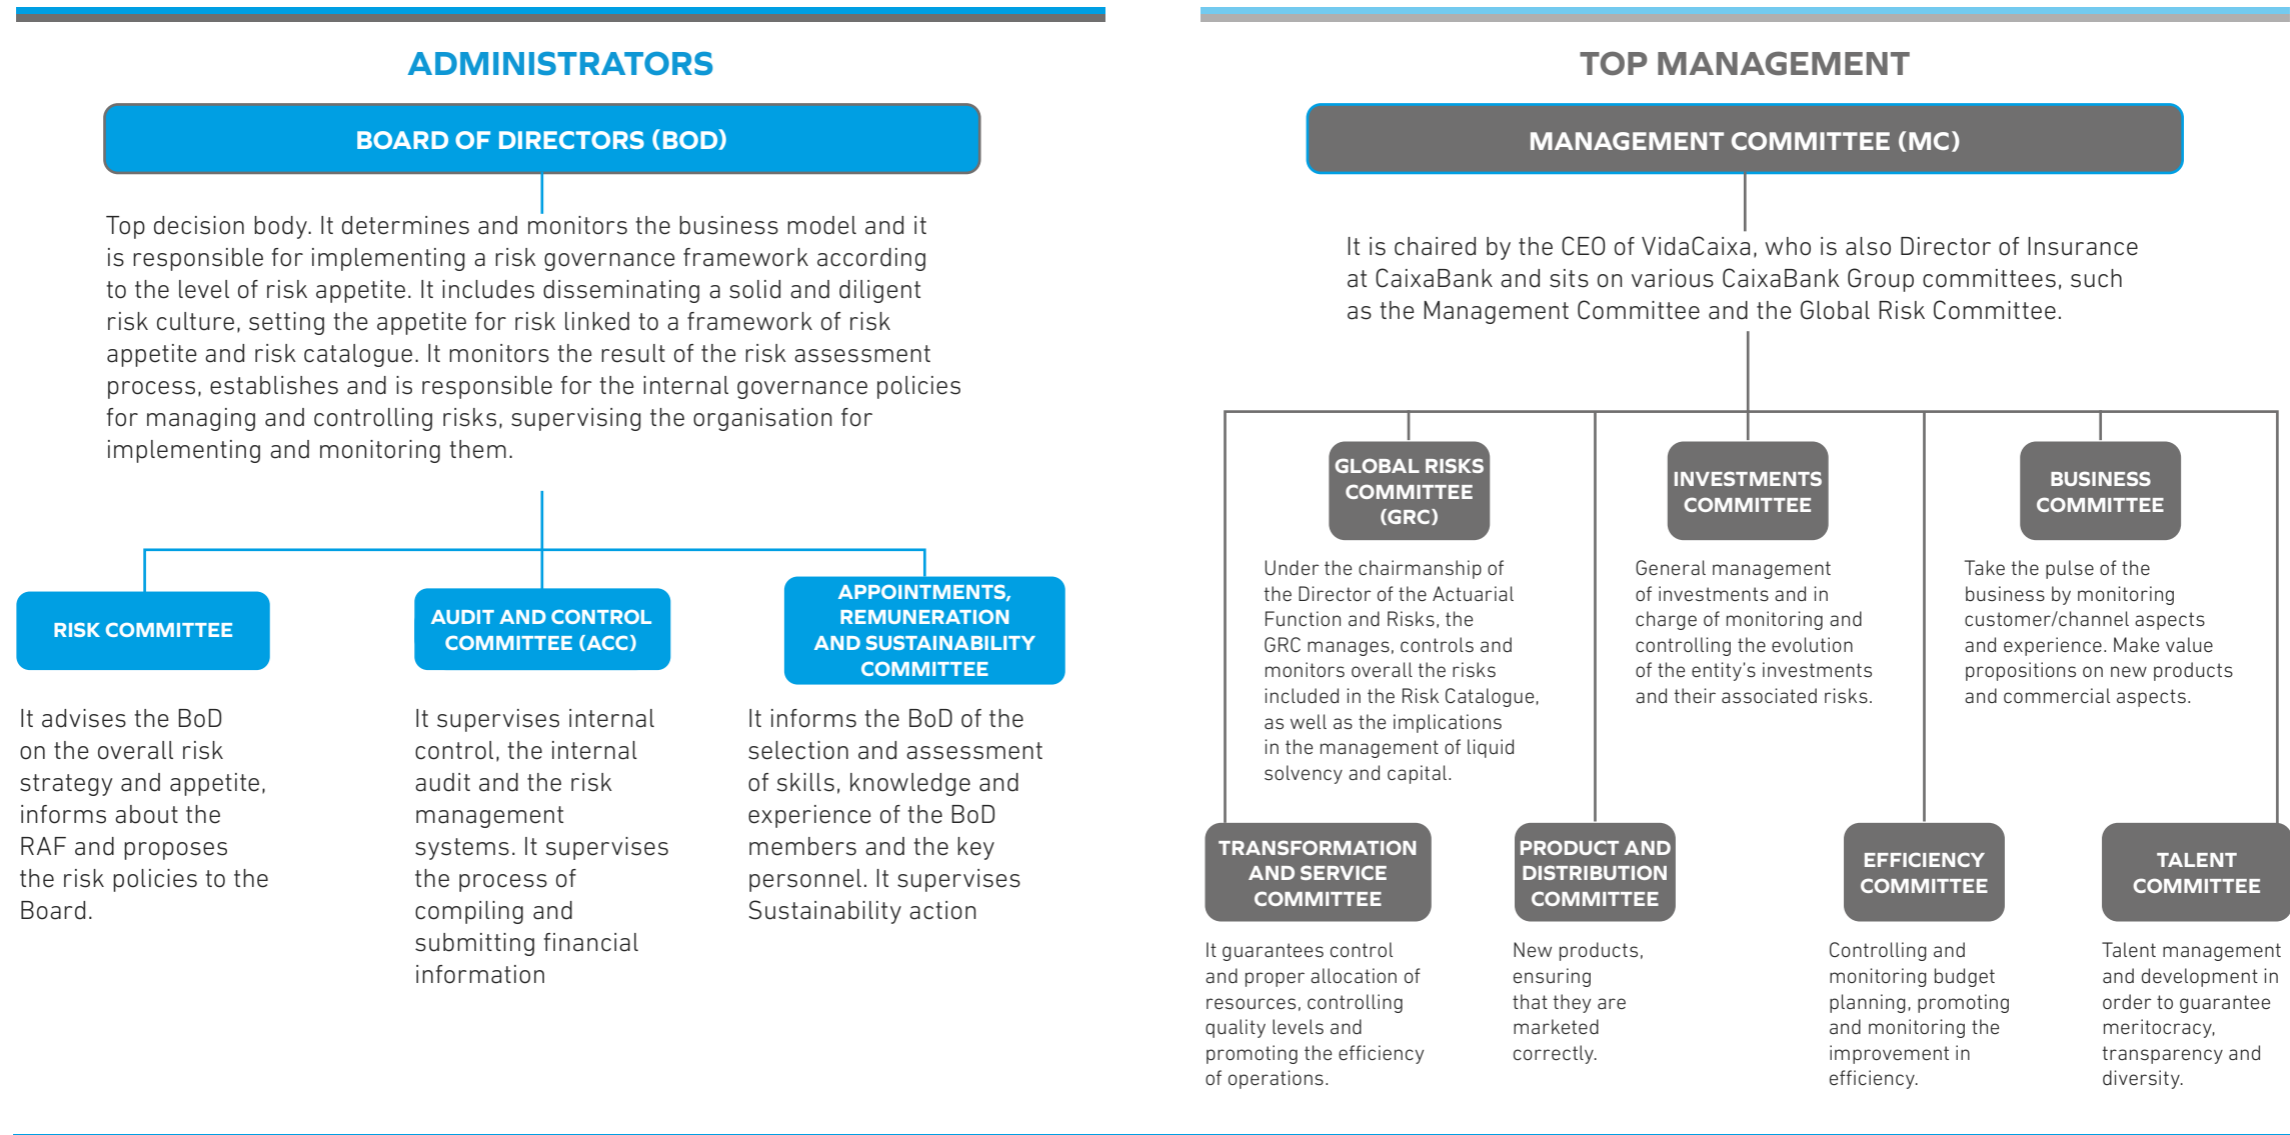 ADMINISTRATORS
BOARD OF DIRECTORS (BOD)
Top decision body. It determines and monitors the business model and it
is responsible for implementing a risk governance framework according
to the level of risk appetite. It includes disseminating a solid and diligent
risk culture, setting the appetite for risk linked to a framework of risk
appetite and risk catalogue. It monitors the result of the risk assessment
process, establishes and is responsible for the internal governance policies
for managing and controlling risks, supervising the organisation for
implementing and monitoring them.
RISK COMMITTEE
It advises the BoD
on the overall risk
strategy and appetite,
informs about the
RAF and proposes
the risk policies to the
Board.
AUDIT AND CONTROL
COMMITTEE (ACC)
It supervises internal
control, the internal
audit and the risk
management
systems. It supervises
the process of
compiling and
submitting financial
information
APPOINTMENTS,
REMUNERATION
AND SUSTAINABILITY
COMMITTEE
It informs the BoD of the
selection and assessment
of skills, knowledge and
experience of the BoD
members and the key
personnel. It supervises
Sustainability action
TOP MANAGEMENT
MANAGEMENT COMMITTEE (MC)
It is chaired by the CEO of VidaCaixa, who is also Director of Insurance
at CaixaBank and sits on various CaixaBank Group committees, such
as the Management Committee and the Global Risk Committee.
GLOBAL RISKS
COMMITTEE
(GRC)
Under the chairmanship of
the Director of the Actuarial
Function and Risks, the
GRC manages, controls and
monitors overall the risks
included in the Risk Catalogue,
as well as the implications
in the management of liquid
solvency and capital.
INVESTMENTS
COMMITTEE
General management
of investments and in
charge of monitoring and
controlling the evolution
of the entity's investments
and their associated risks.
BUSINESS
COMMITTEE
Take the pulse of the
business by monitoring
customer/channel aspects
and experience. Make value
propositions on new products
and commercial aspects.
TRANSFORMATION
AND SERVICE
COMMITTEE
It guarantees control
and proper allocation of
resources, controlling
quality levels and
promoting the efficiency
of operations.
PRODUCT AND
DISTRIBUTION
COMMITTEE
New products,
ensuring
that they are
marketed
correctly.
EFFICIENCY
COMMITTEE
Controlling and
monitoring budget
planning, promoting
and monitoring the
improvement in
efficiency.
TALENT
COMMITTEE
Talent management
and development in
order to guarantee
meritocracy,
transparency and
diversity.